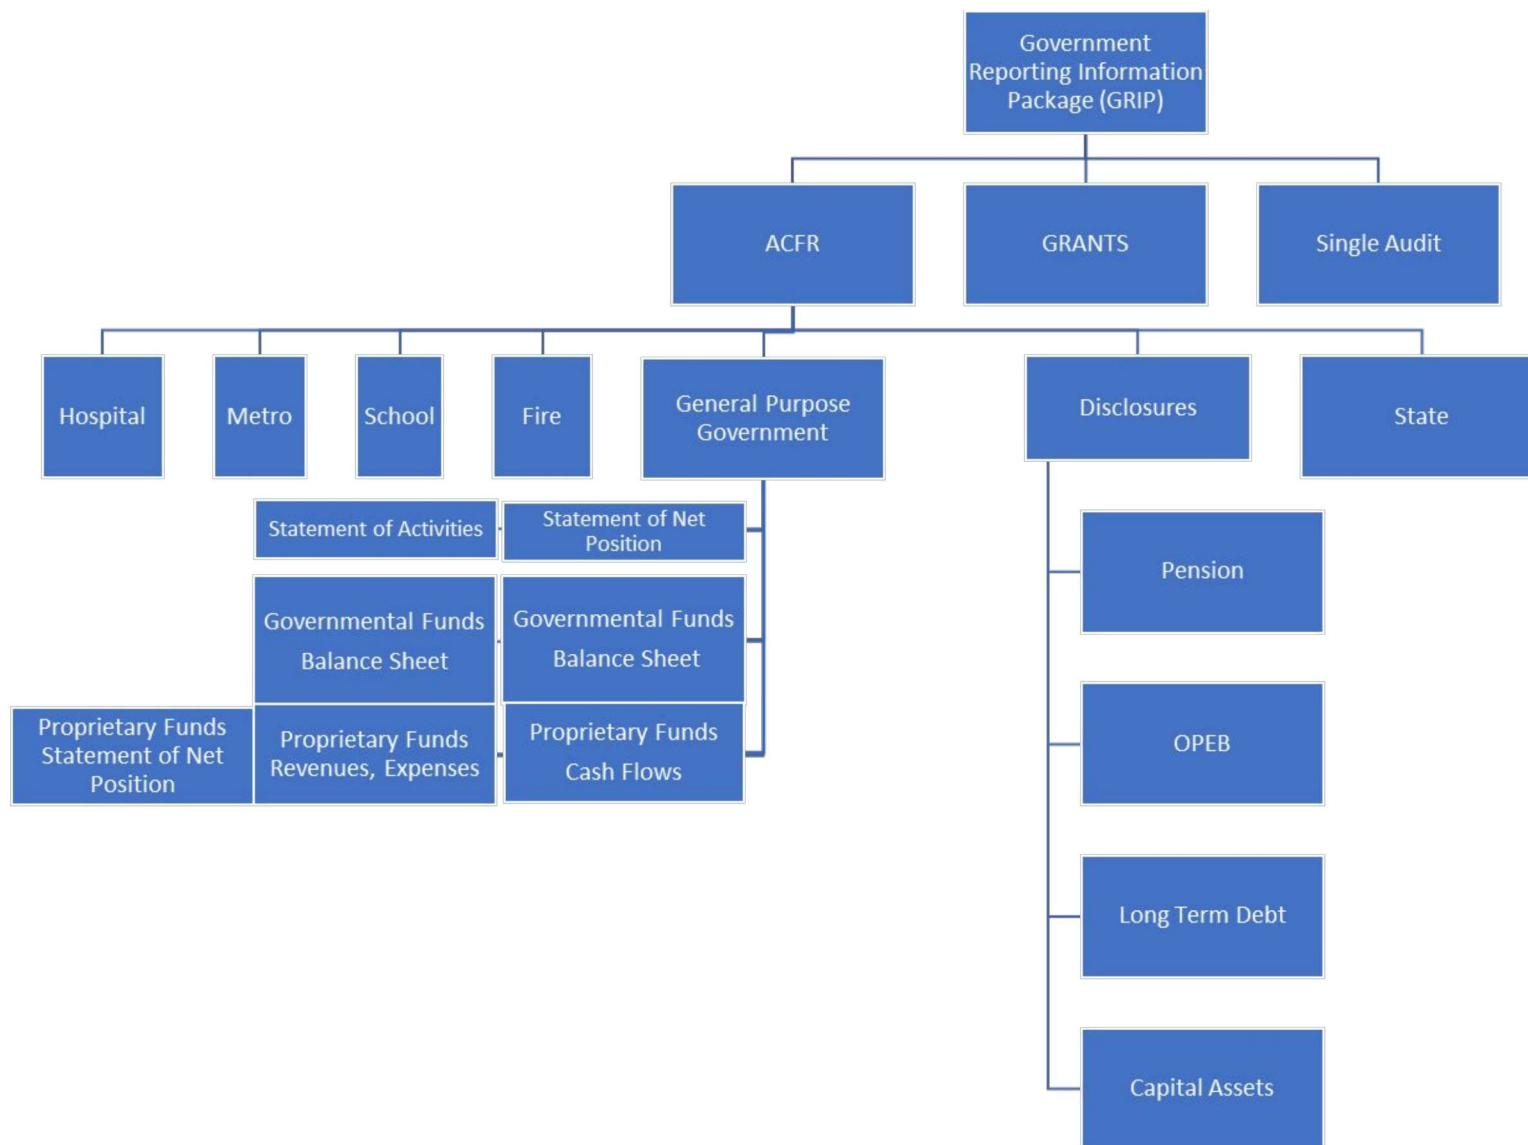 Government
Reporting Information
Package (GRIP)
ACFR
GRANTS
Single Audit
Hospital
Metro
School
Fire
General Purpose
Government
Disclosures
State
Statement of Activities
Statement of Net
Position
Governmental Funds
Balance Sheet
Governmental Funds
Balance Sheet
Proprietary Funds
Statement of Net
Position
Proprietary Funds
Revenues, Expenses
Proprietary Funds
Cash Flows
Pension
OPEB
Long Term Debt
Capital Assets